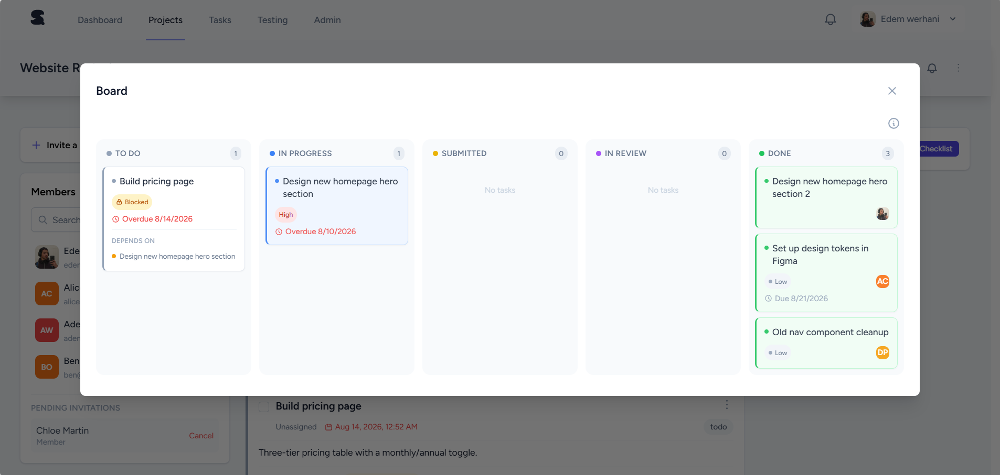 Dashboard
Projects
Tasks
Testing
Admin
Edem werhani
Website R
Board
Invite a
Checklist
Members
Search
Ede
edem
AC
Alice
alice
AW
Ade
adem
BO
Ben
ben@
PENDING INVITATIONS
Chloe Martin
Member
Cancel
TO DO
1
Build pricing page
Blocked
Overdue 8/14/2026
DEPENDS ON
Design new homepage hero section
IN PROGRESS
1
Design new homepage hero
section
High
Overdue 8/10/2026
SUBMITTED
0
No tasks
IN REVIEW
0
No tasks
DONE
3
Design new homepage hero
section 2
Set up design tokens in
Figma
Low
AC
Due 8/21/2026
Old nav component cleanup
Low
DP
Build pricing page
Unassigned
Aug 14, 2026, 12:52 AM
todo
Three-tier pricing table with a monthly/annual toggle.